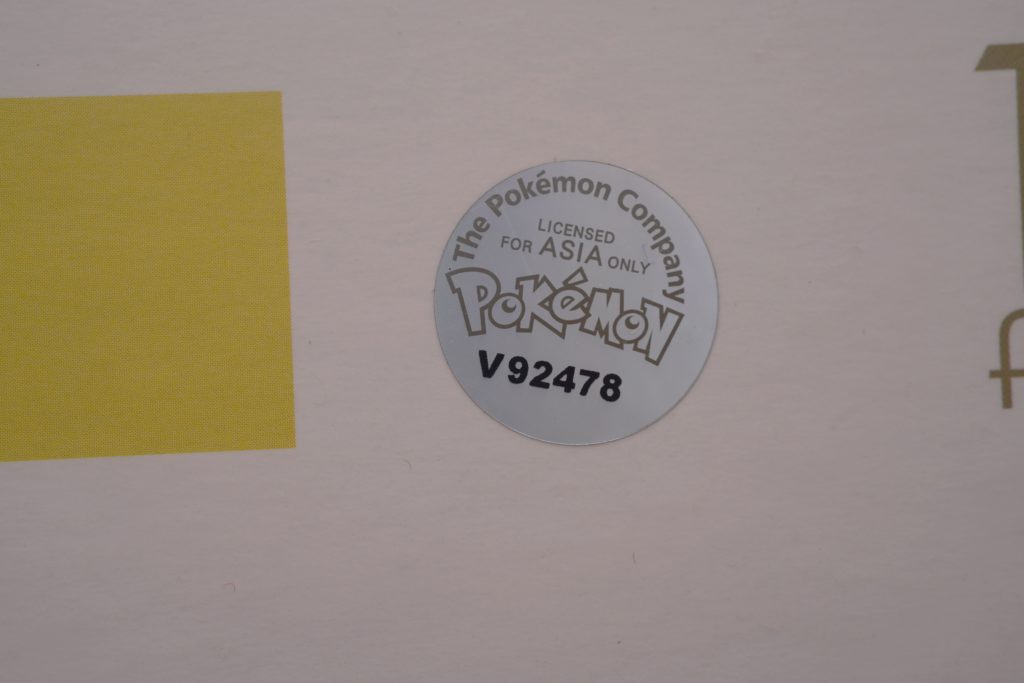 The Pokémon Company
LICENSED
FOR ASIA ONLY
POKéMON
V92478